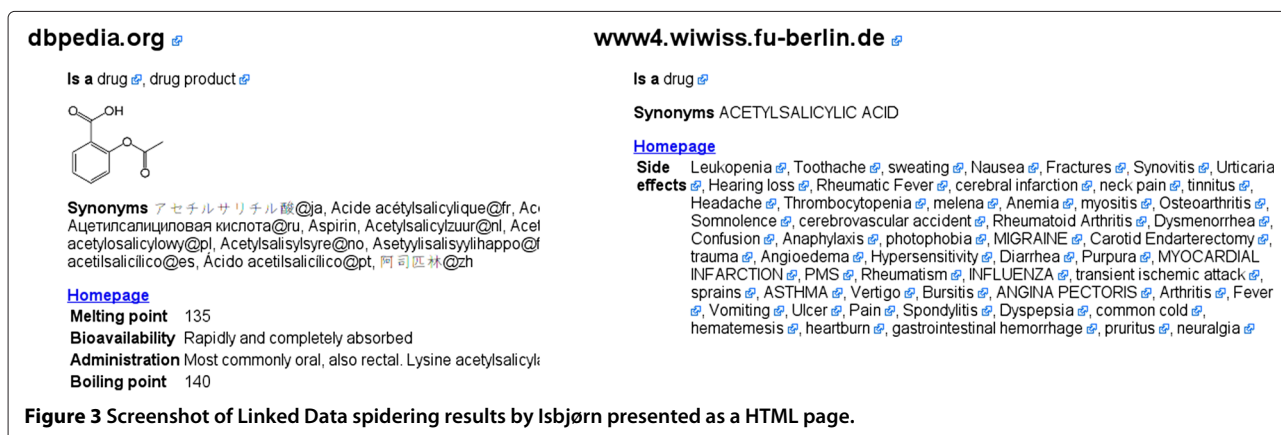 dbpedia.org
Is a drug, drug product
O
OH
O
O
Synonyms アセチルサリチル酸@ja, Acide acétylsalicylique@fr, Ac
Ацетилсалициловая кислота@ru, Aspirin, Acetylsalicylzuur@nl, Acet
acetylosalicylowy@pl, Acetylsalisylsyre@no, Asetyylisalisyylihappo@f
acetilsalicílico@es, Ácido acetilsalicílico@pt, 阿司匹林@zh
Homepage
Melting point 135
Bioavailability Rapidly and completely absorbed
Administration Most commonly oral, also rectal. Lysine acetylsalicyla
Boiling point 140
www4.wiwiss.fu-berlin.de
Is a drug
Synonyms ACETYLSALICYLIC ACID
Homepage
Side effects Leukopenia, Toothache, sweating, Nausea, Fractures, Synovitis, Urticaria
, Hearing loss, Rheumatic Fever, cerebral infarction, neck pain, tinnitus,
Headache, Thrombocytopenia, melena, Anemia, myositis, Osteoarthritis,
Somnolence, cerebrovascular accident, Rheumatoid Arthritis, Dysmenorrhea,
Confusion, Anaphylaxis, photophobia, MIGRAINE, Carotid Endarterectomy,
trauma, Angioedema, Hypersensitivity, Diarrhea, Purpura, MYOCARDIAL
INFARCTION, PMS, Rheumatism, INFLUENZA, transient ischemic attack,
sprains, ASTHMA, Vertigo, Bursitis, ANGINA PECTORIS, Arthritis, Fever
, Vomiting, Ulcer, Pain, Spondylitis, Dyspepsia, common cold,
hematemesis, heartburn, gastrointestinal hemorrhage, pruritus, neuralgia
Figure 3 Screenshot of Linked Data spidering results by Isbjørn presented as a HTML page.